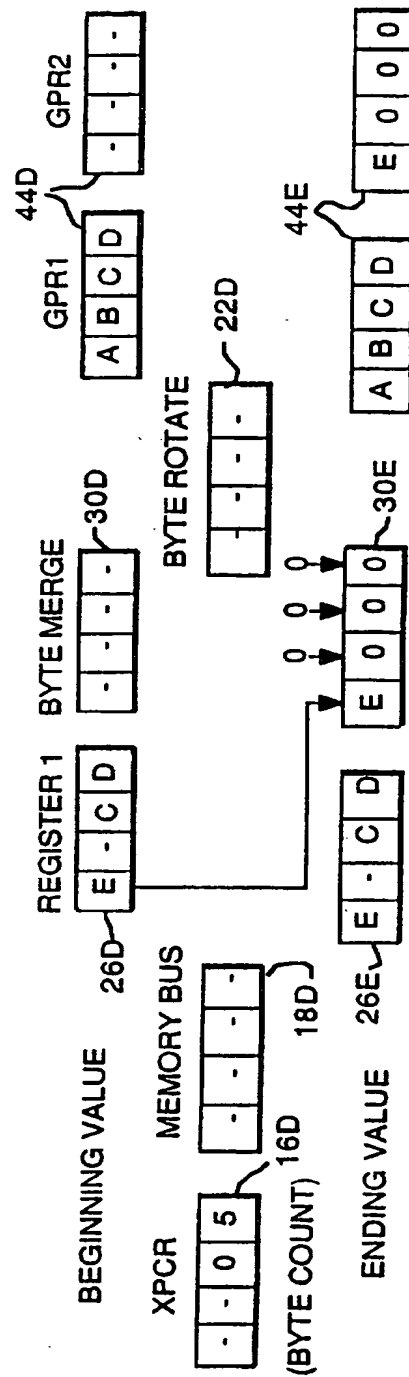 BEGINNING VALUE
REGISTER 1
BYTE MERGE
GPR1
GPR2
44D
E - C D
- - - -
A B C D
- - - -
26D
30D
XPCR
MEMORY BUS
BYTE ROTATE
- - 0 5
- - - -
- - - -
16D
18D
22D
(BYTE COUNT)
0 0 0
44E
ENDING VALUE
E - C D
E 0 0 0
A B C D
E 0 0 0
26E
30E